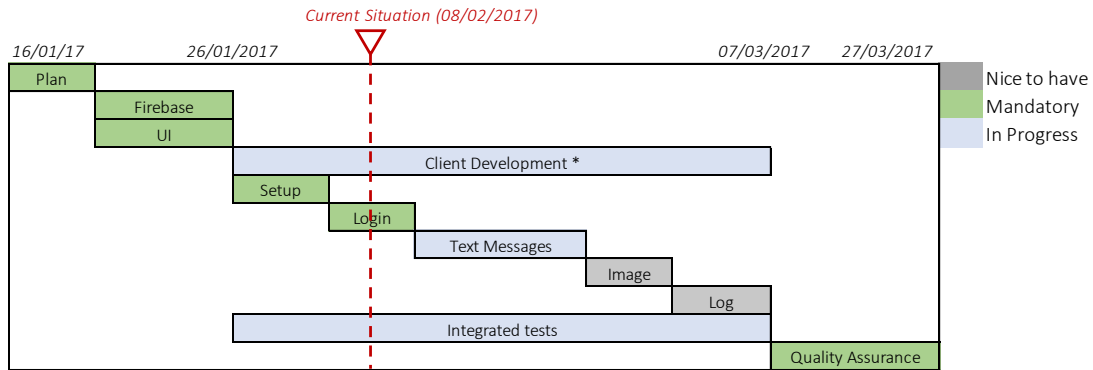 Current Situation (08/02/2017)
16/01/17
26/01/2017
07/03/2017
27/03/2017
Plan
Nice to have
Firebase
Mandatory
UI
In Progress
Client Development *
Setup
Login
Text Messages
Image
Log
Integrated tests
Quality Assurance